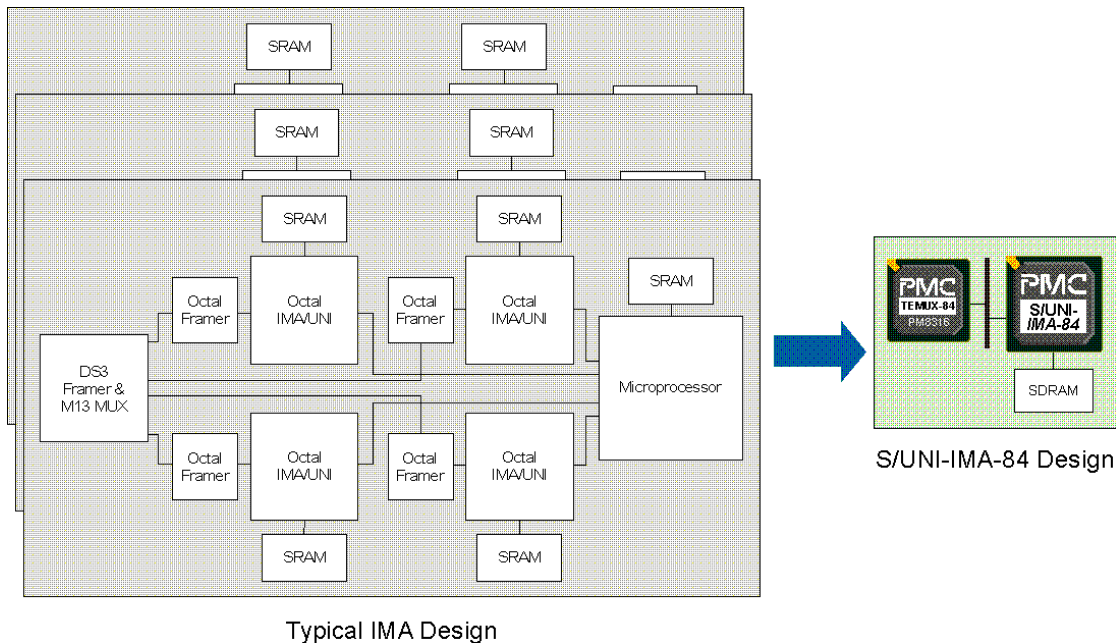 SRAM
SRAM
SRAM
SRAM
SRAM
SRAM
SRAM
Octal
Framer
Octal
IMA/UNI
Octal
Framer
Octal
IMA/UNI
DS3
Framer &
M13 MUX
Microprocessor
Octal
Framer
Octal
IMA/UNI
Octal
Framer
Octal
IMA/UNI
SRAM
SRAM
PMC
TEMUX-84
PM8316
PMC
S/UNI-
IMA-84
SDRAM
S/UNI-IMA-84 Design
Typical IMA Design